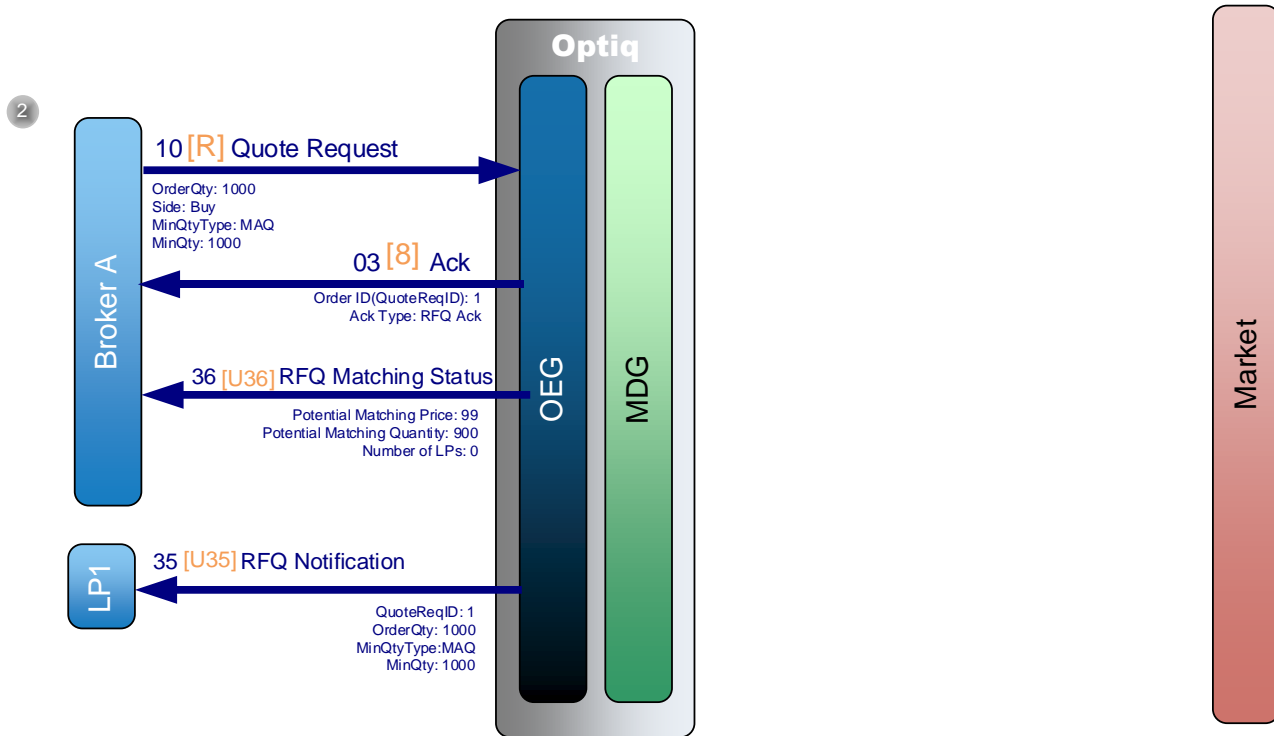 Optiq
2
10 [R] Quote Request
OrderQty: 1000
Side: Buy
MinQtyType: MAQ
MinQty: 1000
03 [8] Ack
Order ID(QuoteReqID): 1
Ack Type: RFQ Ack
Broker A
36 [U36] RFQ Matching Status
Potential Matching Price: 99
Potential Matching Quantity: 900
Number of LPs: 0
OEG
MDG
Market
35 [U35] RFQ Notification
LP1
QuoteReqID: 1
OrderQty: 1000
MinQtyType:MAQ
MinQty: 1000